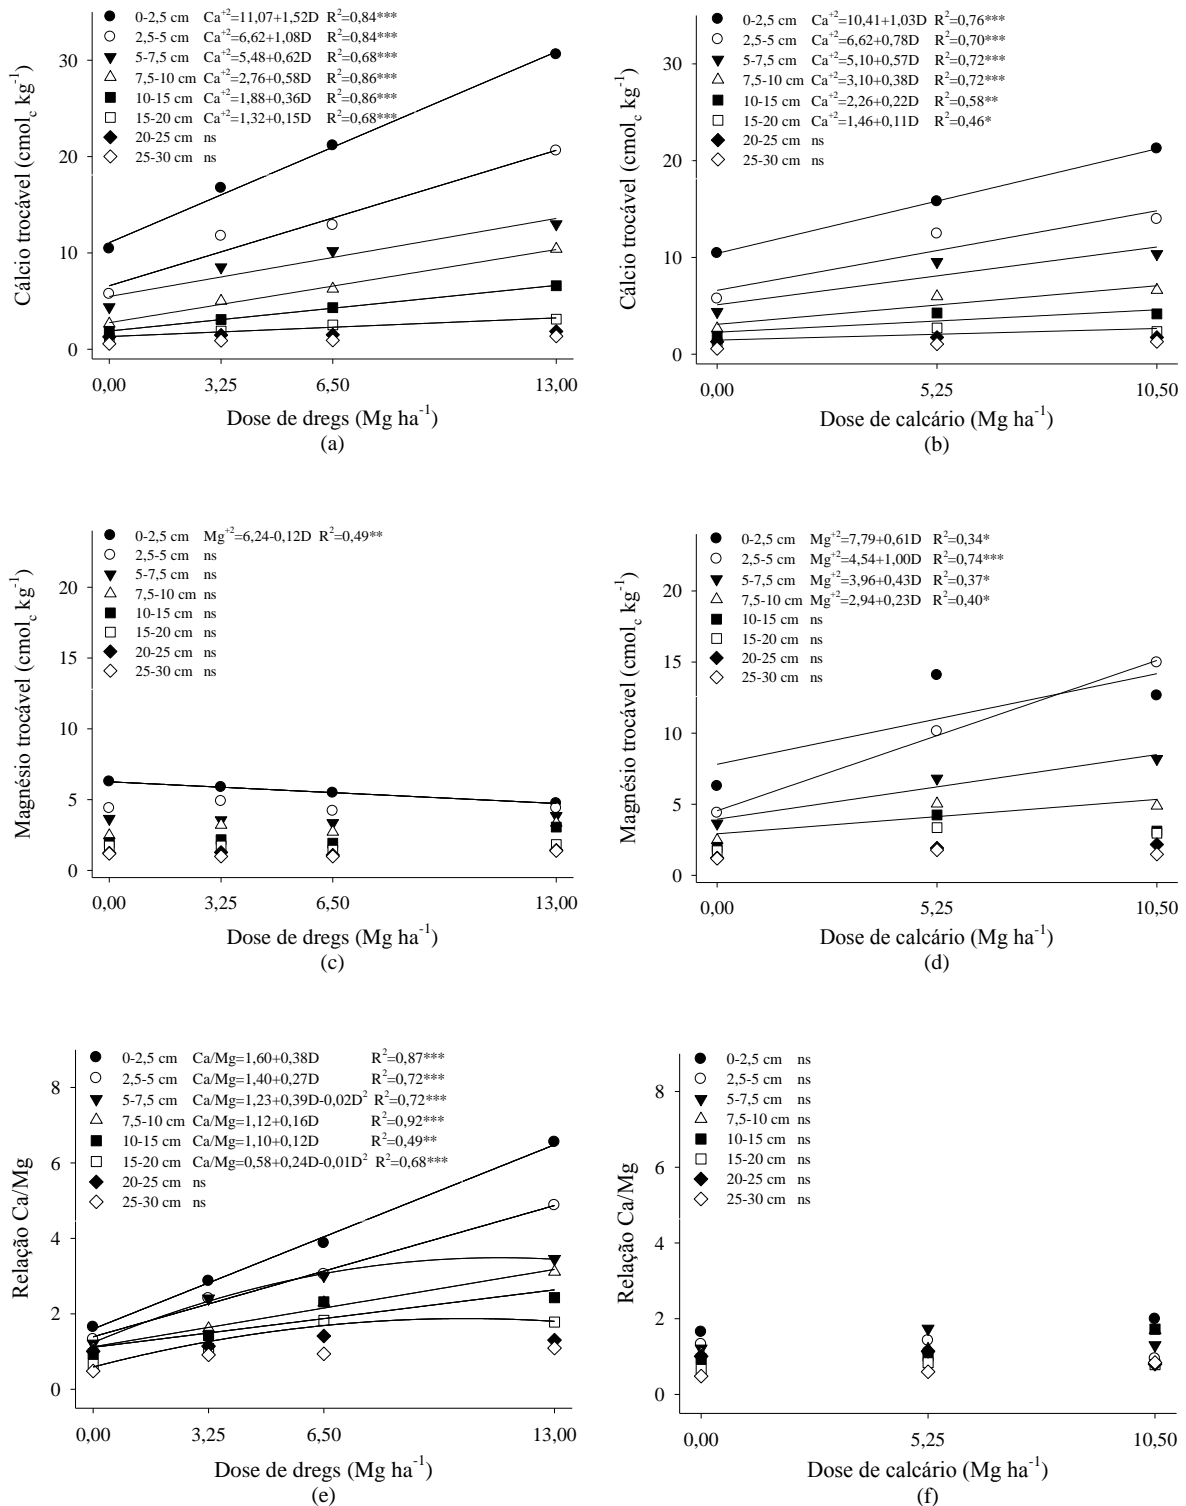 0-2,5 cm Ca+2=11,07+1,52D R2=0,84***
2,5-5 cm Ca+2=6,62+1,08D R2=0,84***
5-7,5 cm Ca+2=5,48+0,62D R2=0,68***
7,5-10 cm Ca+2=2,76+0,58D R2=0,86***
10-15 cm Ca+2=1,88+0,36D R2=0,86***
15-20 cm Ca+2=1,32+0,15D R2=0,68***
20-25 cm ns
25-30 cm ns
Cálcio trocável (cmolc kg-1)
30
20
10
0
0,00 3,25 6,50 13,00
Dose de dregs (Mg ha-1)
(a)
0-2,5 cm Ca+2=10,41+1,03D R2=0,76***
2,5-5 cm Ca+2=6,62+0,78D R2=0,70***
5-7,5 cm Ca+2=5,10+0,57D R2=0,72***
7,5-10 cm Ca+2=3,10+0,38D R2=0,72***
10-15 cm Ca+2=2,26+0,22D R2=0,58**
15-20 cm Ca+2=1,46+0,11D R2=0,46*
20-25 cm ns
25-30 cm ns
Cálcio trocável (cmolc kg-1)
30
20
10
0
0,00 5,25 10,50
Dose de calcário (Mg ha-1)
(b)
0-2,5 cm Mg+2=6,24-0,12D R2=0,49**
2,5-5 cm ns
5-7,5 cm ns
7,5-10 cm ns
10-15 cm ns
15-20 cm ns
20-25 cm ns
25-30 cm ns
Magnésio trocável (cmolc kg-1)
20
15
10
5
0
0,00 3,25 6,50 13,00
Dose de dregs (Mg ha-1)
(c)
0-2,5 cm Mg+2=7,79+0,61D R2=0,34*
2,5-5 cm Mg+2=4,54+1,00D R2=0,74***
5-7,5 cm Mg+2=3,96+0,43D R2=0,37*
7,5-10 cm Mg+2=2,94+0,23D R2=0,40*
10-15 cm ns
15-20 cm ns
20-25 cm ns
25-30 cm ns
Magnésio trocável (cmolc kg-1)
20
15
10
5
0
0,00 5,25 10,50
Dose de calcário (Mg ha-1)
(d)
0-2,5 cm Ca/Mg=1,60+0,38D R2=0,87***
2,5-5 cm Ca/Mg=1,40+0,27D R2=0,72***
5-7,5 cm Ca/Mg=1,23+0,39D-0,02D2 R2=0,72***
7,5-10 cm Ca/Mg=1,12+0,16D R2=0,92***
10-15 cm Ca/Mg=1,10+0,12D R2=0,49**
15-20 cm Ca/Mg=0,58+0,24D-0,01D2 R2=0,68***
20-25 cm ns
25-30 cm ns
Relação Ca/Mg
8
6
4
2
0
0,00 3,25 6,50 13,00
Dose de dregs (Mg ha-1)
(e)
0-2,5 cm ns
2,5-5 cm ns
5-7,5 cm ns
7,5-10 cm ns
10-15 cm ns
15-20 cm ns
20-25 cm ns
25-30 cm ns
Relação Ca/Mg
8
6
4
2
0
0,00 5,25 10,50
Dose de calcário (Mg ha-1)
(f)